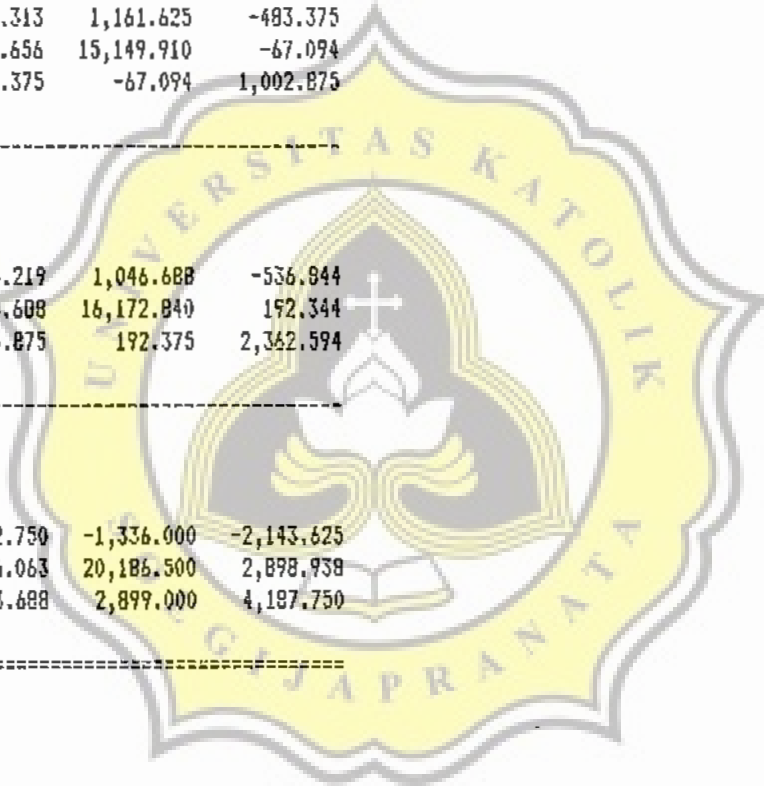 .313 1,161.625 -483.375
.656 15,149.910 -67.094
.375 -67.094 1,002.875
.219 1,046.688 -536.844
.608 16,172.840 192.344
.875 192.375 2,362.594
.750 -1,336.000 -2,143.625
.063 20,186.500 2,898.938
.688 2,899.000 4,187.750
UNIVERSITAS KATOLIK
SOEGIJAPRANATA